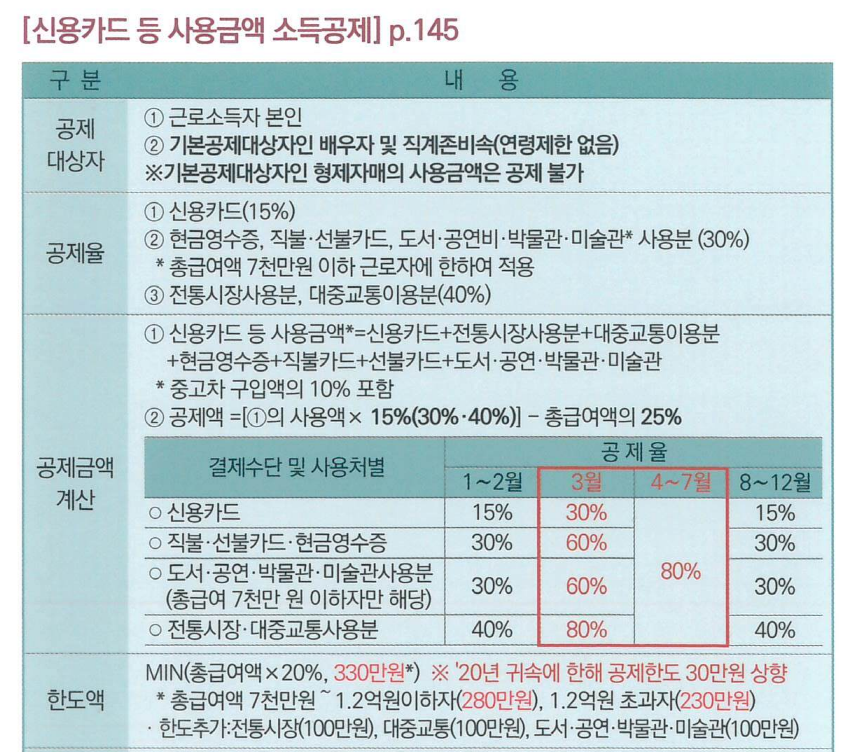 [신용카드 등 사용금액 소득공제] p.145
구 분 내 용
공제
대상자
① 근로소득자 본인
② 기본공제대상자인 배우자 및 직계존비속(연령제한 없음)
※기본공제대상자인 형제자매의 사용금액은 공제 불가
공제율
① 신용카드(15%)
② 현금영수증, 직불·선불카드, 도서·공연비·박물관·미술관* 사용분 (30%)
* 총급여액 7천만원 이하 근로자에 한하여 적용
③ 전통시장사용분, 대중교통이용분(40%)
공제금액
계산
① 신용카드 등 사용금액*=신용카드+전통시장사용분+대중교통이용분
+현금영수증+직불카드+선불카드+도서·공연·박물관·미술관
* 중고차 구입액의 10% 포함
② 공제액 =[①의 사용액× 15%(30%·40%)] − 총급여액의 25%
결제수단 및 사용처별
공 제 율
1~2월 3월 4~7월 8~12월
○ 신용카드 15% 30% 15%
○ 직불·선불카드·현금영수증 30% 60% 30%
○ 도서·공연·박물관·미술관사용분
(총급여 7천만 원 이하자만 해당) 30% 60% 80% 30%
○ 전통시장·대중교통사용분 40% 80% 40%
한도액
MIN(총급여액×20%, 330만원*) ※ '20년 귀속에 한해 공제한도 30만원 상향
* 총급여액 7천만원~1.2억원이하자(280만원), 1.2억원 초과자(230만원)
· 한도추가:전통시장(100만원), 대중교통(100만원), 도서·공연·박물관·미술관(100만원)